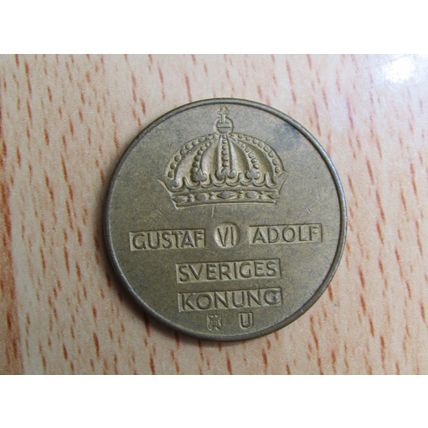 GUSTAF VI ADOLF
SVERIGES
KONUNG
U